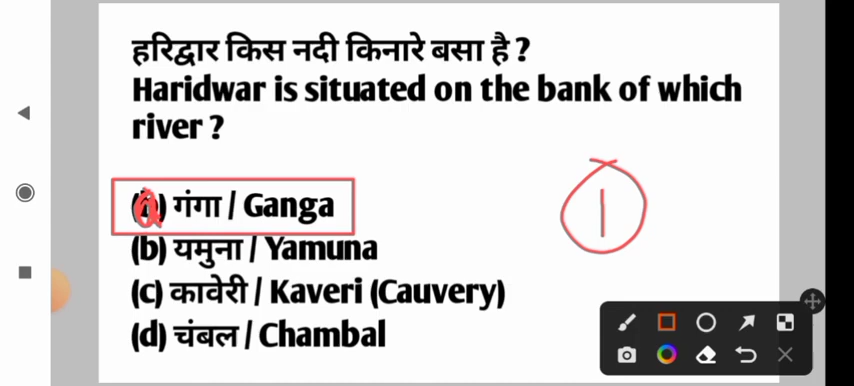 हरिद्वार किस नदी किनारे बसा है ?
Haridwar is situated on the bank of which
river ?
(a) गंगा / Ganga
(b) यमुना / Yamuna
(c) कावेरी / Kaveri (Cauvery)
(d) चंबल / Chambal
1